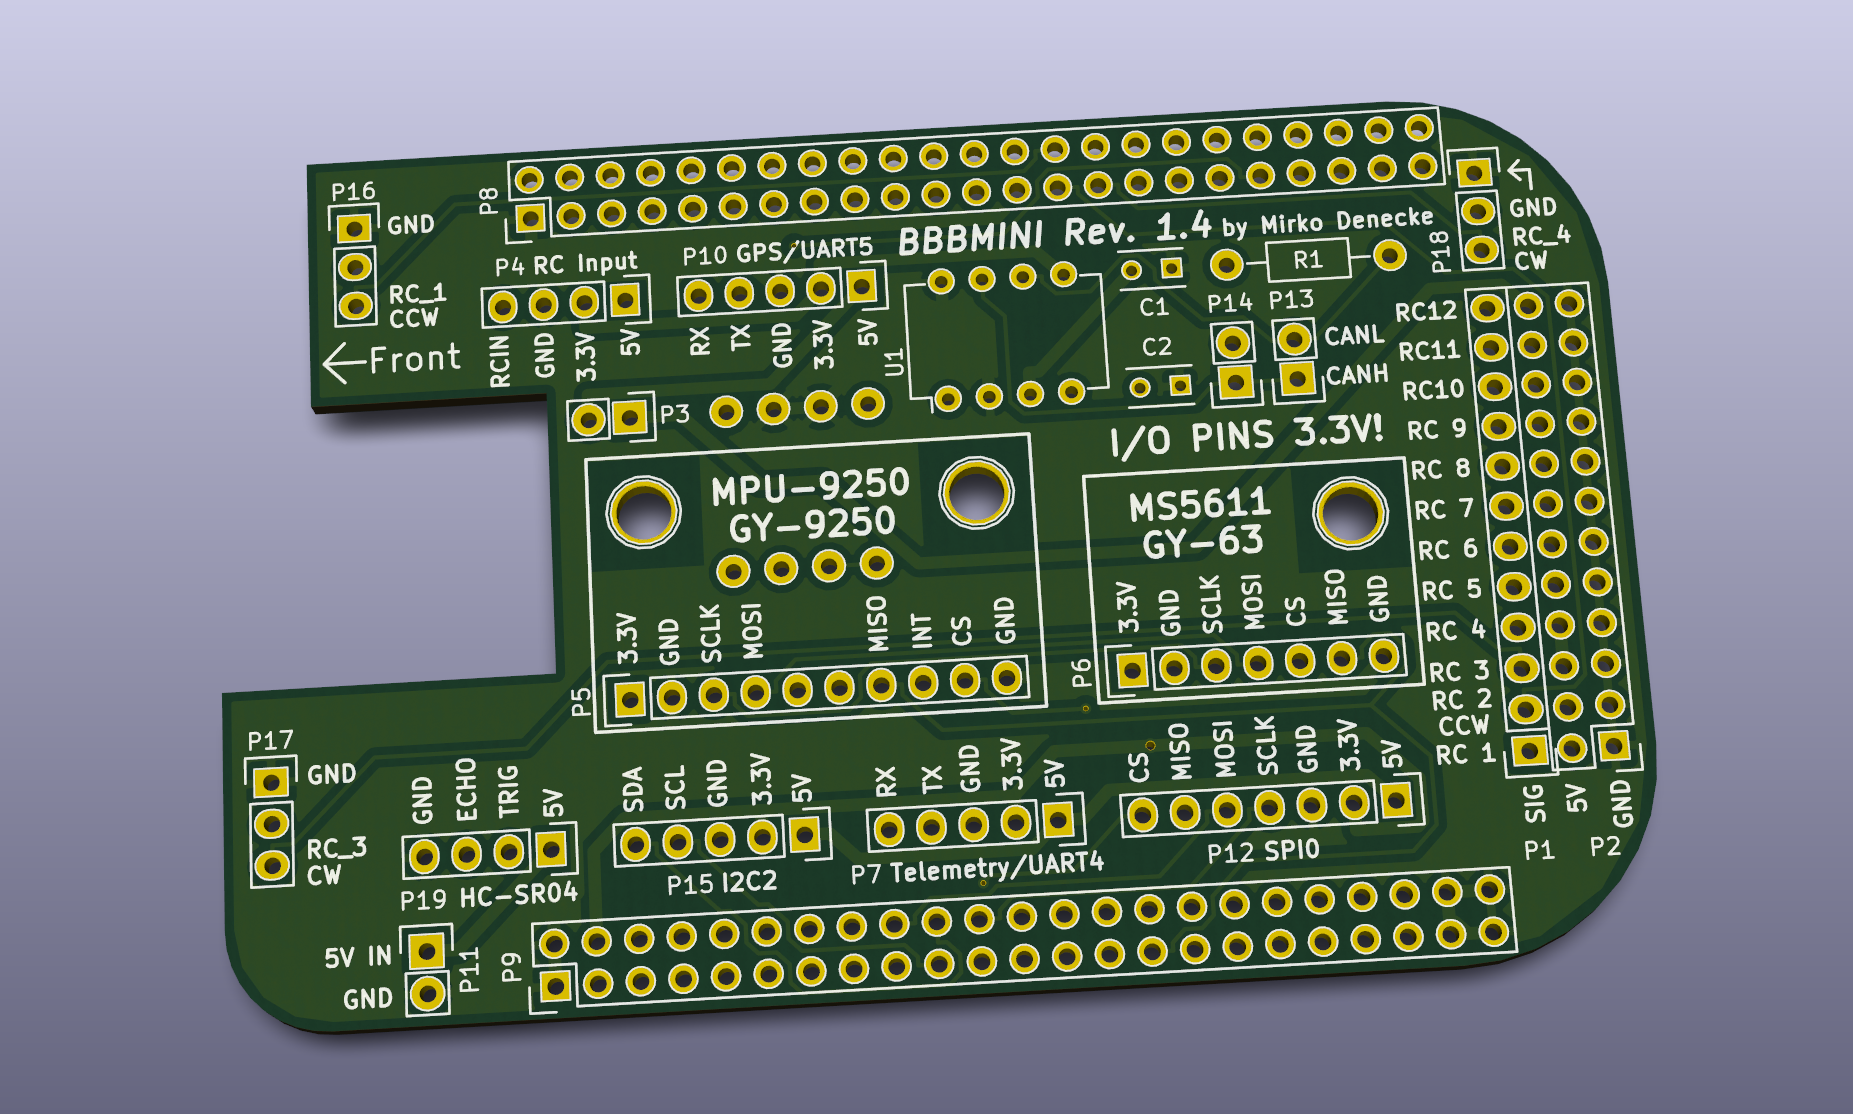 P16
GND
RC_1
CCW
Front
P8
P4 RC Input
RCIN
GND
3.3V
5V
P10 GPS/UART5
RX
TX
GND
3.3V
5V
BBBMINI Rev. 1.4 by Mirko Denecke
U1
C1
C2
R1
P14
P13
CANL
CANH
P18
GND
RC_4
CW
P3
I/O PINS 3.3V!
MPU-9250
GY-9250
3.3V
GND
SCLK
MOSI
MISO
INT
CS
GND
P5
MS5611
GY-63
3.3V
GND
SCLK
MOSI
CS
MISO
GND
P6
RC12
RC11
RC10
RC 9
RC 8
RC 7
RC 6
RC 5
RC 4
RC 3
RC 2
CCW
RC 1
SIG
5V
GND
P1
P2
P17
GND
RC_3
CW
GND
ECHO
TRIG
5V
P19 HC-SR04
SDA
SCL
GND
3.3V
5V
P15 I2C2
RX
TX
GND
3.3V
5V
P7 Telemetry/UART4
CS
MISO
MOSI
SCLK
GND
3.3V
5V
P12 SPI0
5V IN
GND
P11
P9